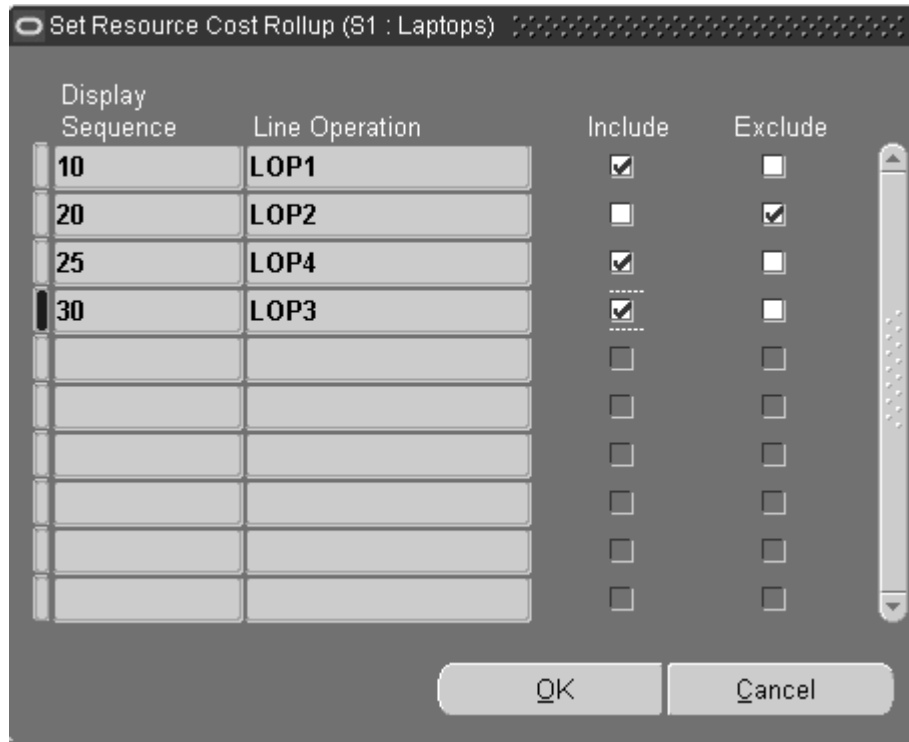 Set Resource Cost Rollup (S1 : Laptops)
Display
Sequence Line Operation Include Exclude
10 LOP1
20 LOP2
25 LOP4
30 LOP3
OK Cancel